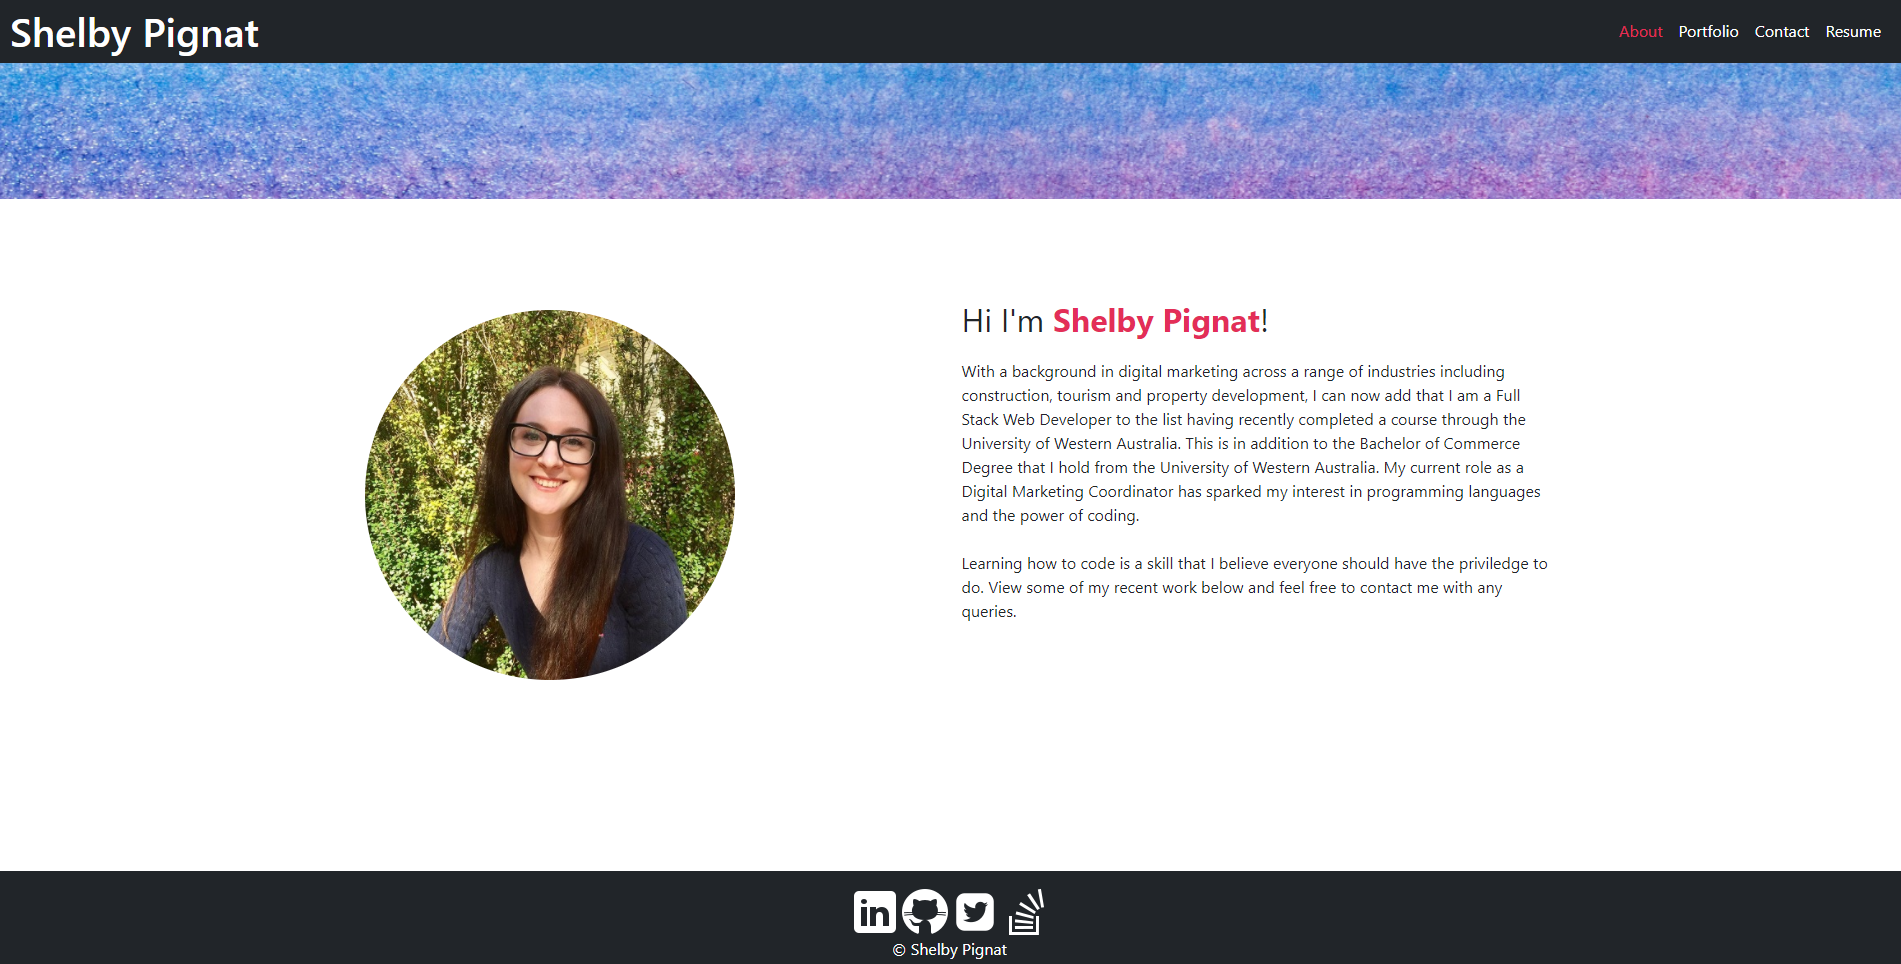 Shelby Pignat
About Portfolio Contact Resume
Hi I'm Shelby Pignat!
With a background in digital marketing across a range of industries including
construction, tourism and property development, I can now add that I am a Full
Stack Web Developer to the list having recently completed a course through the
University of Western Australia. This is in addition to the Bachelor of Commerce
Degree that I hold from the University of Western Australia. My current role as a
Digital Marketing Coordinator has sparked my interest in programming languages
and the power of coding.
Learning how to code is a skill that I believe everyone should have the priviledge to
do. View some of my recent work below and feel free to contact me with any
queries.
in
© Shelby Pignat